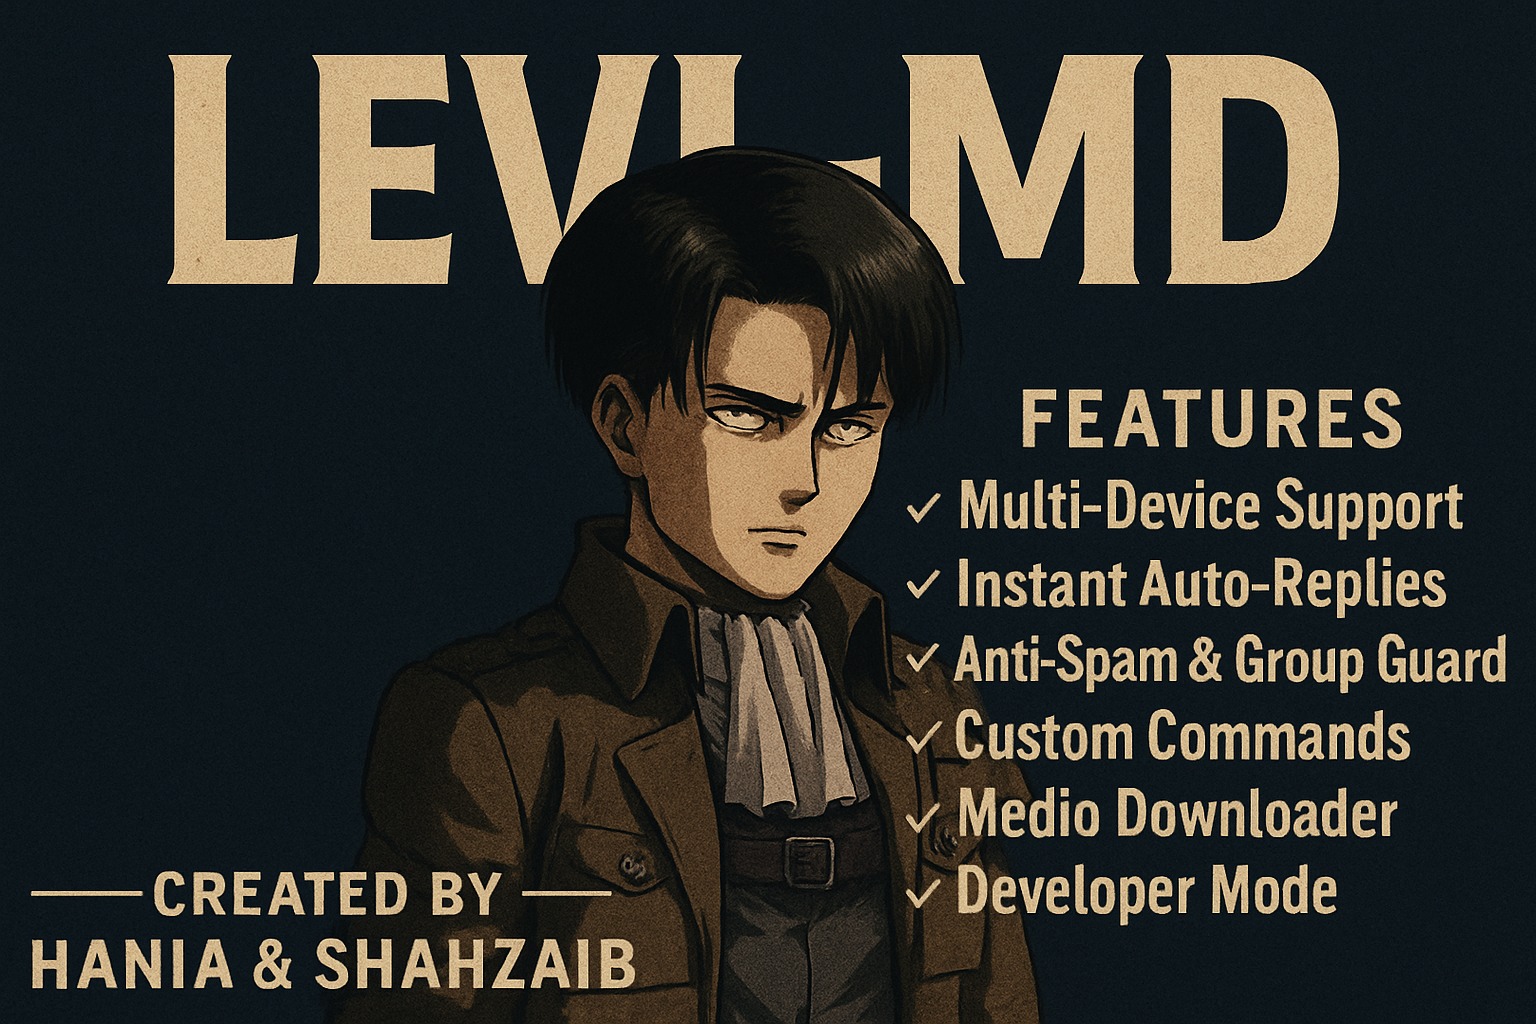 LEVI-MD
FEATURES
✓ Multi-Device Support
✓ Instant Auto-Replies
✓ Anti-Spam & Group Guard
✓ Custom Commands
✓ Medio Downloader
✓ Developer Mode
CREATED BY
HANIA & SHAHZAIB